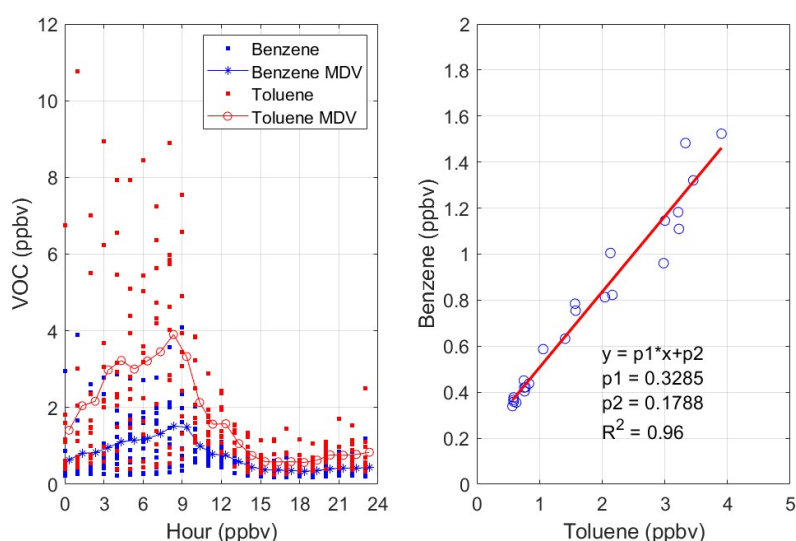 12
10
8
6
4
2
0
VOC (ppbv)
Benzene
Benzene MDV
Toluene
Toluene MDV
0 3 6 9 12 15 18 21 24
Hour (ppbv)
2
1.8
1.6
1.4
1.2
1
0.8
0.6
0.4
0.2
0
Benzene (ppbv)
y = p1*x+p2
p1 = 0.3285
p2 = 0.1788
R² = 0.96
0 1 2 3 4 5
Toluene (ppbv)